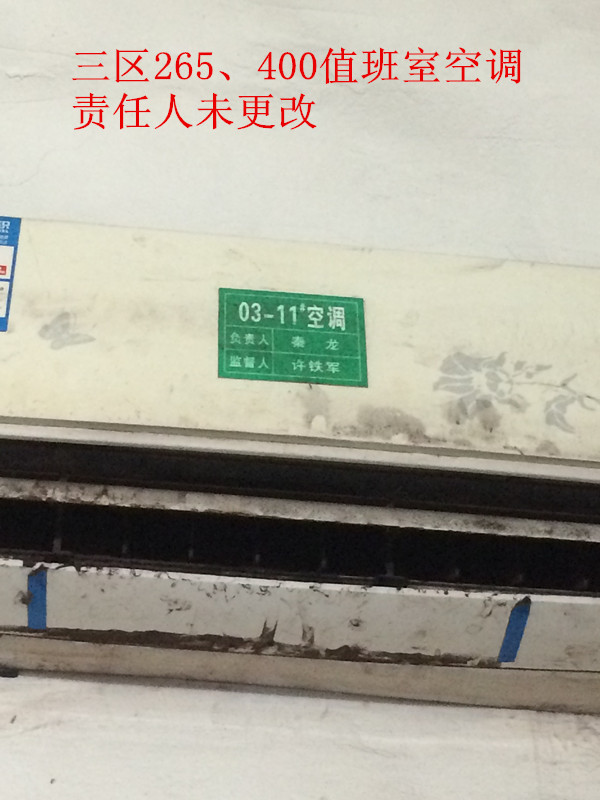 三区265、400值班室空调
责任人未更改
03-11#空调
负责人 秦龙
监督人 许铁军